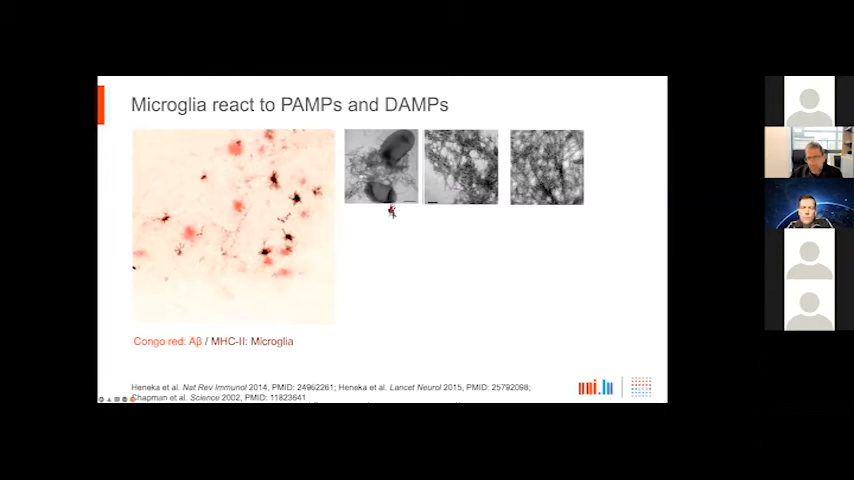 Microglia react to PAMPs and DAMPs
Congo red: Aβ / MHC-II: Microglia
Heneka et al. Nat Rev Immunol 2014, PMID: 24962261; Heneka et al. Lancet Neurol 2015, PMID: 25792098;
Chapman et al. Science 2002, PMID: 11823641
uni.lu